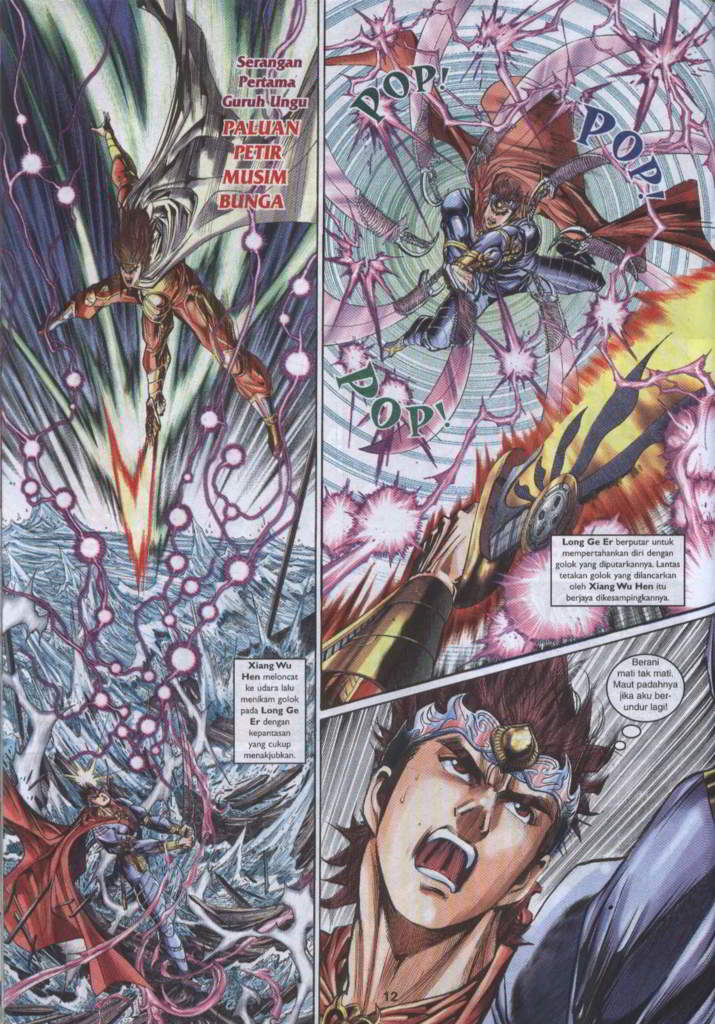 Serangan
Pertama
Guruh Ungu
PALUAN
PETIR
MUSIM
BUNGA
Xiang Wu
Hen meloncat
ke udara lalu
menikam golok
pada Long Ge
Er dengan
kepantasan
yang cukup
menakjubkan.
POP!
POP!
POP!
Long Ge Er berputar untuk
mempertahankan diri dengan
golok yang diputarkannya. Lantas
tetakan golok yang dilancarkan
oleh Xiang Wu Hen itu
berjaya dikesampingkannya.
Berani
mati tak mati.
Maut padahnya
jika aku ber-
undur lagi!
12